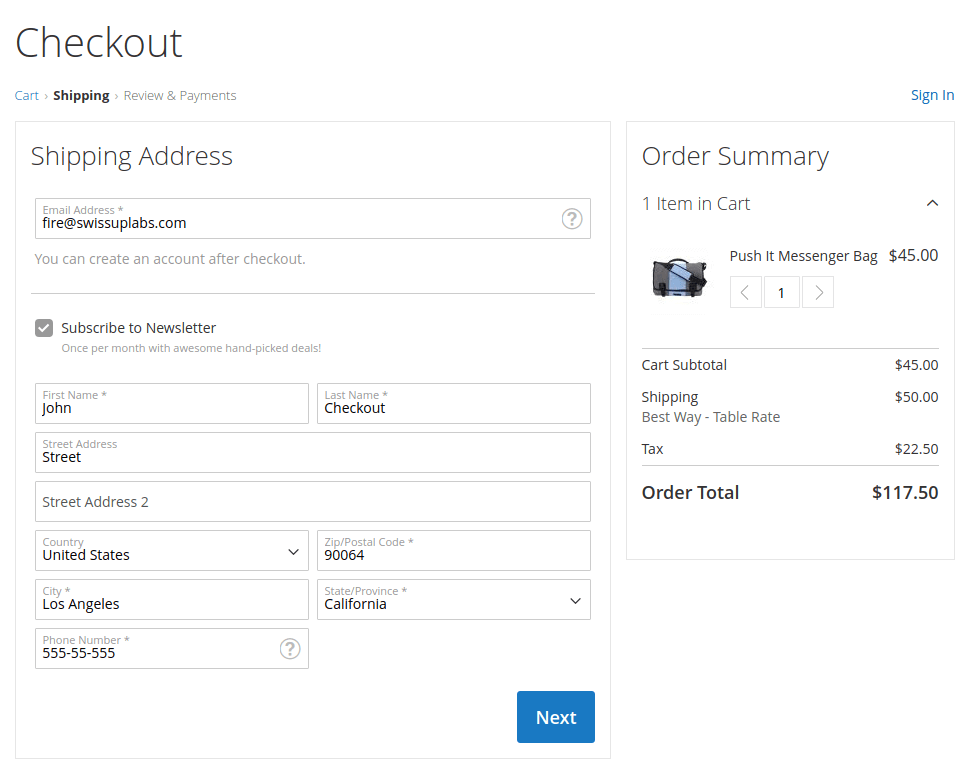 Checkout
Cart › Shipping › Review & Payments
Sign In
Shipping Address
Email Address *
fire@swissuplabs.com
?
You can create an account after checkout.
Subscribe to Newsletter
Once per month with awesome hand-picked deals!
First Name *
John
Last Name *
Checkout
Street Address
Street
Street Address 2
Country
United States
Zip/Postal Code *
90064
City *
Los Angeles
State/Province *
California
Phone Number *
555-55-555
?
Next
Order Summary
1 Item in Cart
Push It Messenger Bag $45.00
1
Cart Subtotal $45.00
Shipping $50.00
Best Way - Table Rate
Tax $22.50
Order Total $117.50